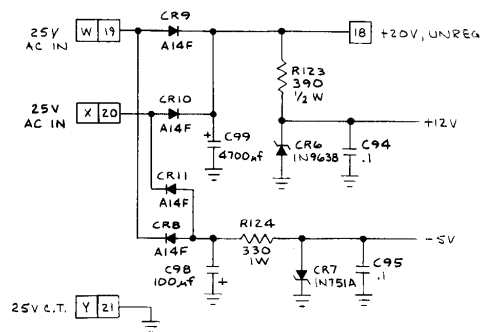 25V
AC IN
W 19
CR9
A14F
18 +20V, UNREG
R123
390
1/2 W
25V
AC IN
X 20
CR10
A14F
+
C99
4700µf
+12V
CR6
1N963B
C94
.1
CR11
A14F
CR8
A14F
R124
330
1W
-5V
C98
100µf
+
CR7
1N751A
C95
.1
25V C.T.
Y 21